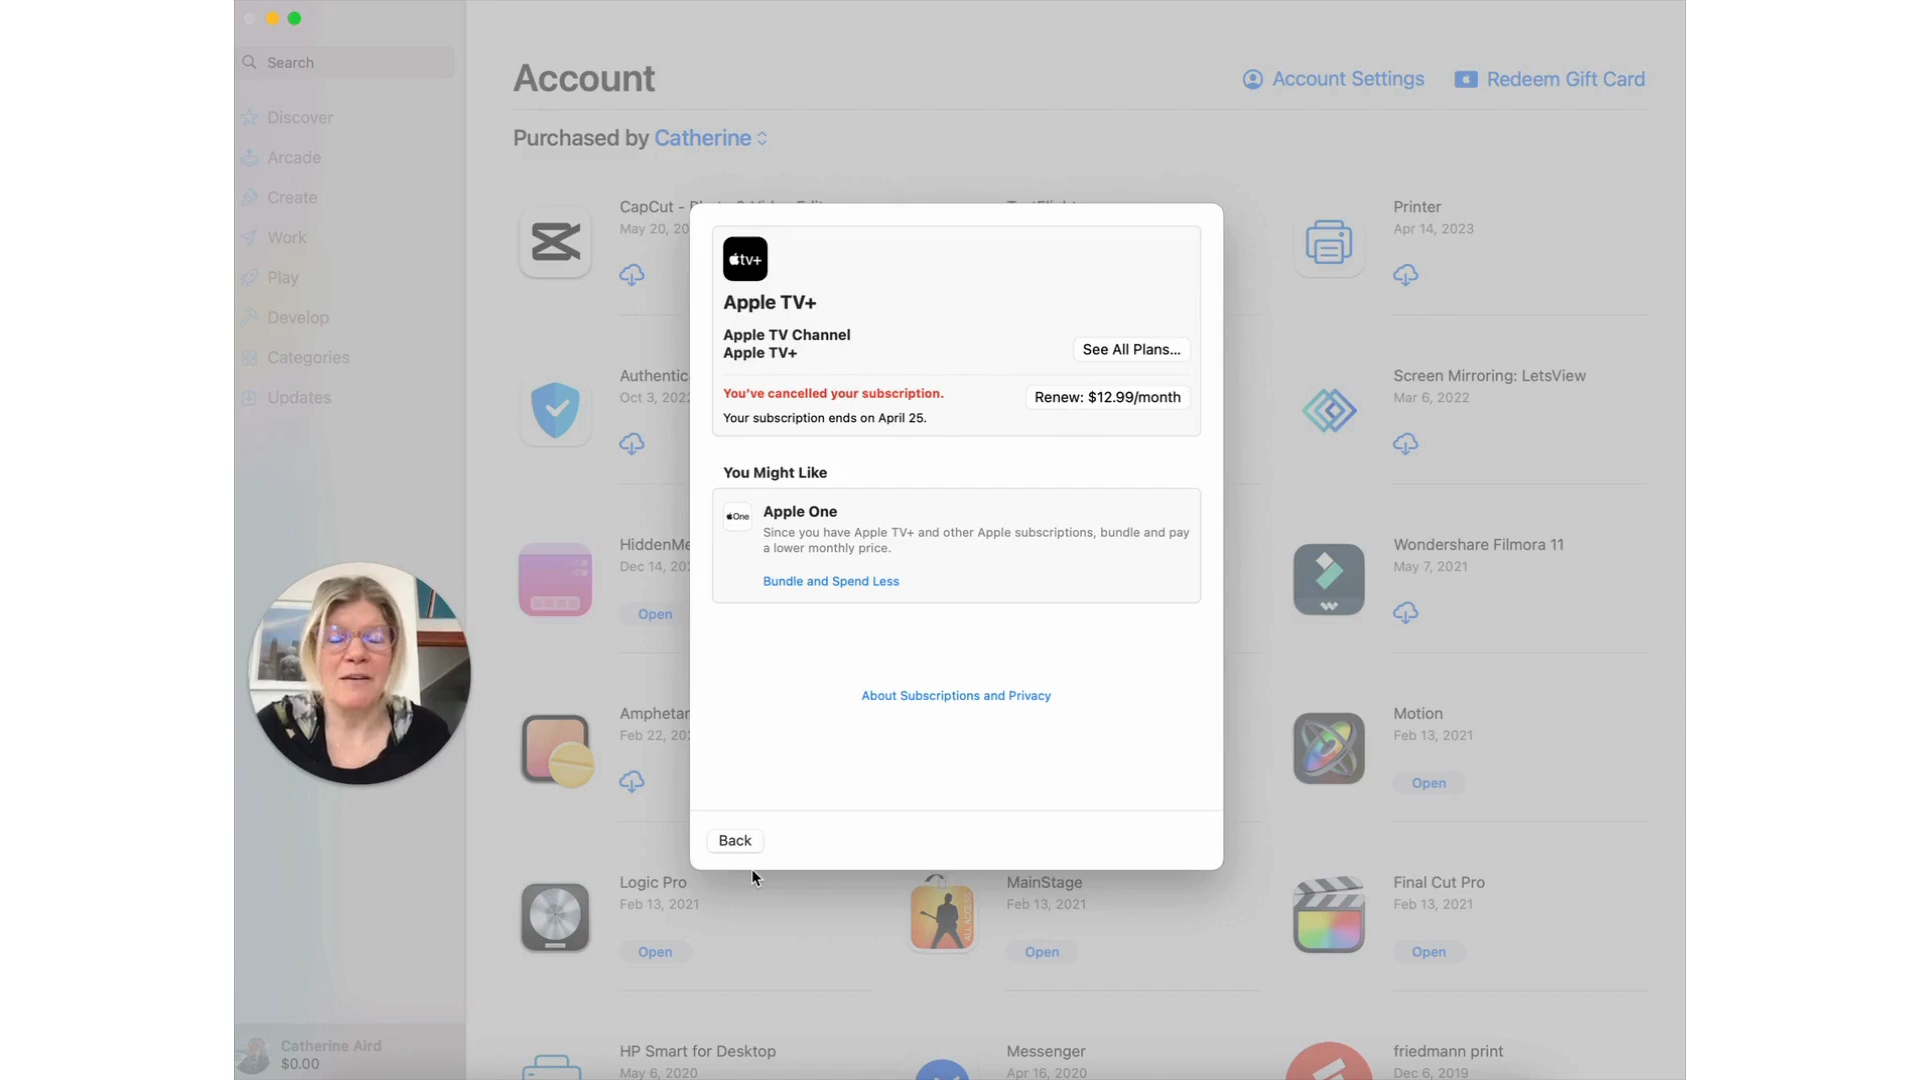 Search
Discover
Arcade
Create
Work
Play
Develop
Categories
Updates
Catherine Aird
$0.00
Account
Account Settings
Redeem Gift Card
Purchased by Catherine
CapCut -
May 20, 20
Printer
Apr 14, 2023
Authentic
Oct 3, 2022
Screen Mirroring: LetsView
Mar 6, 2022
HiddenMe
Dec 14, 202
Open
Wondershare Filmora 11
May 7, 2021
Amphetam
Feb 22, 202
Motion
Feb 13, 2021
Open
Logic Pro
Feb 13, 2021
Open
MainStage
Feb 13, 2021
ALL ACCESS
Open
Final Cut Pro
Feb 13, 2021
Open
HP Smart for Desktop
May 6, 2020
Messenger
Apr 16, 2020
friedmann print
Dec 6, 2019
tv+
Apple TV+
Apple TV Channel
Apple TV+
See All Plans...
You've cancelled your subscription.
Renew: $12.99/month
Your subscription ends on April 25.
You Might Like
One
Apple One
Since you have Apple TV+ and other Apple subscriptions, bundle and pay
a lower monthly price.
Bundle and Spend Less
About Subscriptions and Privacy
Back